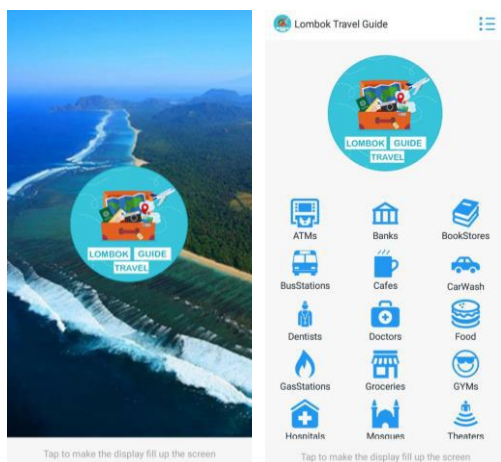 LOMBOK GUIDE
TRAVEL
Tap to make the display fill up the screen
Lombok Travel Guide
LOMBOK GUIDE
TRAVEL
ATMs Banks BookStores
BusStations Cafes CarWash
Dentists Doctors Food
GasStations Groceries GYMs
Hospitals Mosques Theaters
Tap to make the display fill up the screen